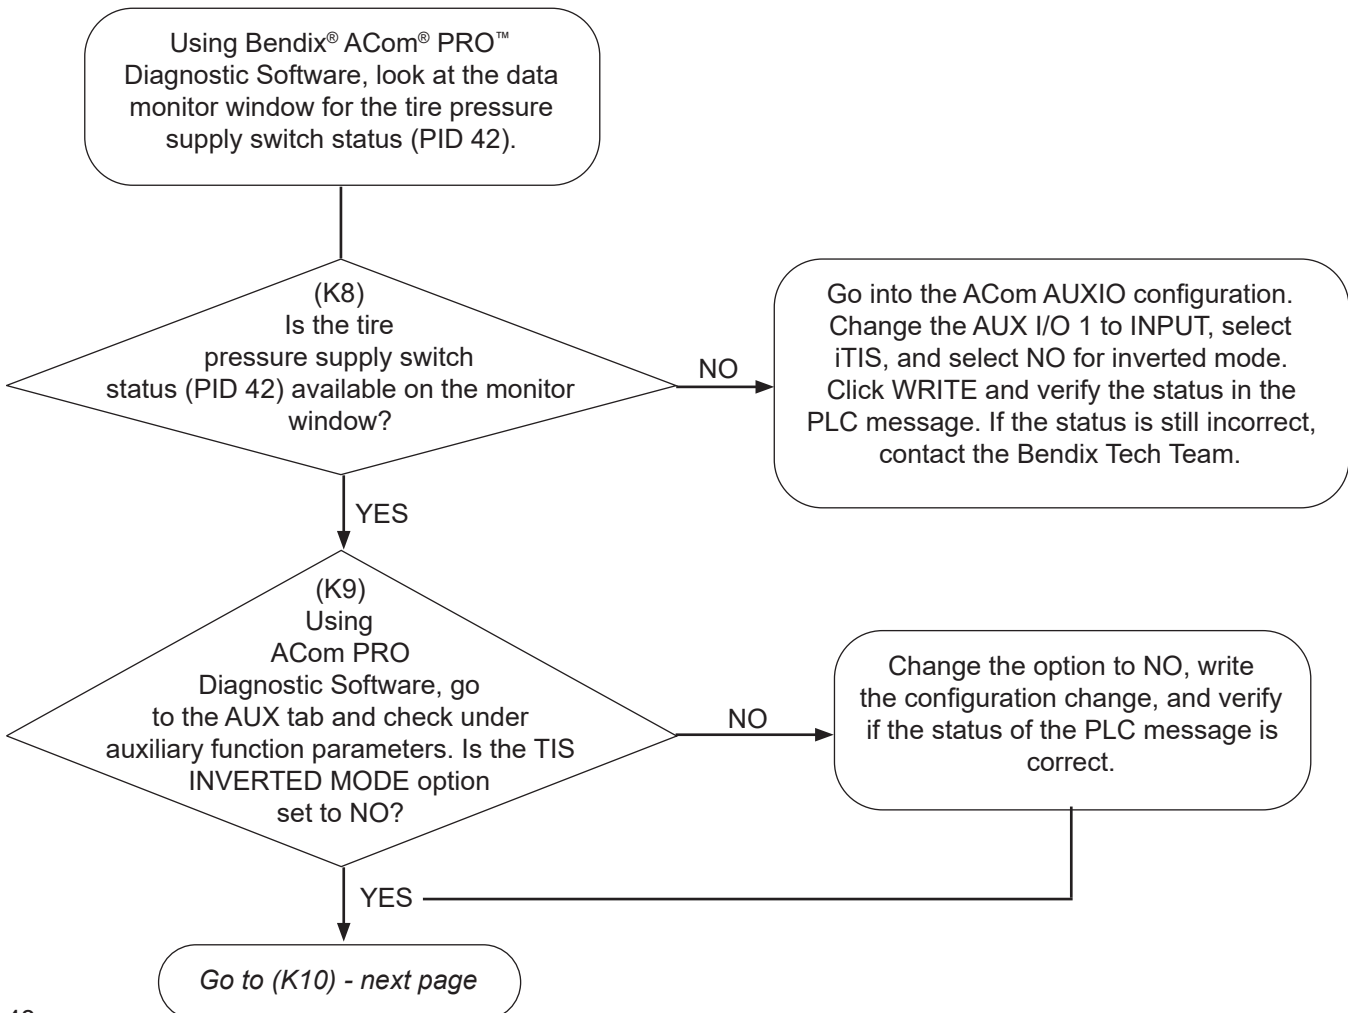 Using Bendix® ACom® PRO™
Diagnostic Software, look at the data
monitor window for the tire pressure
supply switch status (PID 42).
(K8)
Is the tire
pressure supply switch
status (PID 42) available on the monitor
window?
NO
Go into the ACom AUXIO configuration.
Change the AUX I/O 1 to INPUT, select
iTIS, and select NO for inverted mode.
Click WRITE and verify the status in the
PLC message. If the status is still incorrect,
contact the Bendix Tech Team.
YES
(K9)
Using
ACom PRO
Diagnostic Software, go
to the AUX tab and check under
auxiliary function parameters. Is the TIS
INVERTED MODE option
set to NO?
NO
Change the option to NO, write
the configuration change, and verify
if the status of the PLC message is
correct.
YES
Go to (K10) - next page